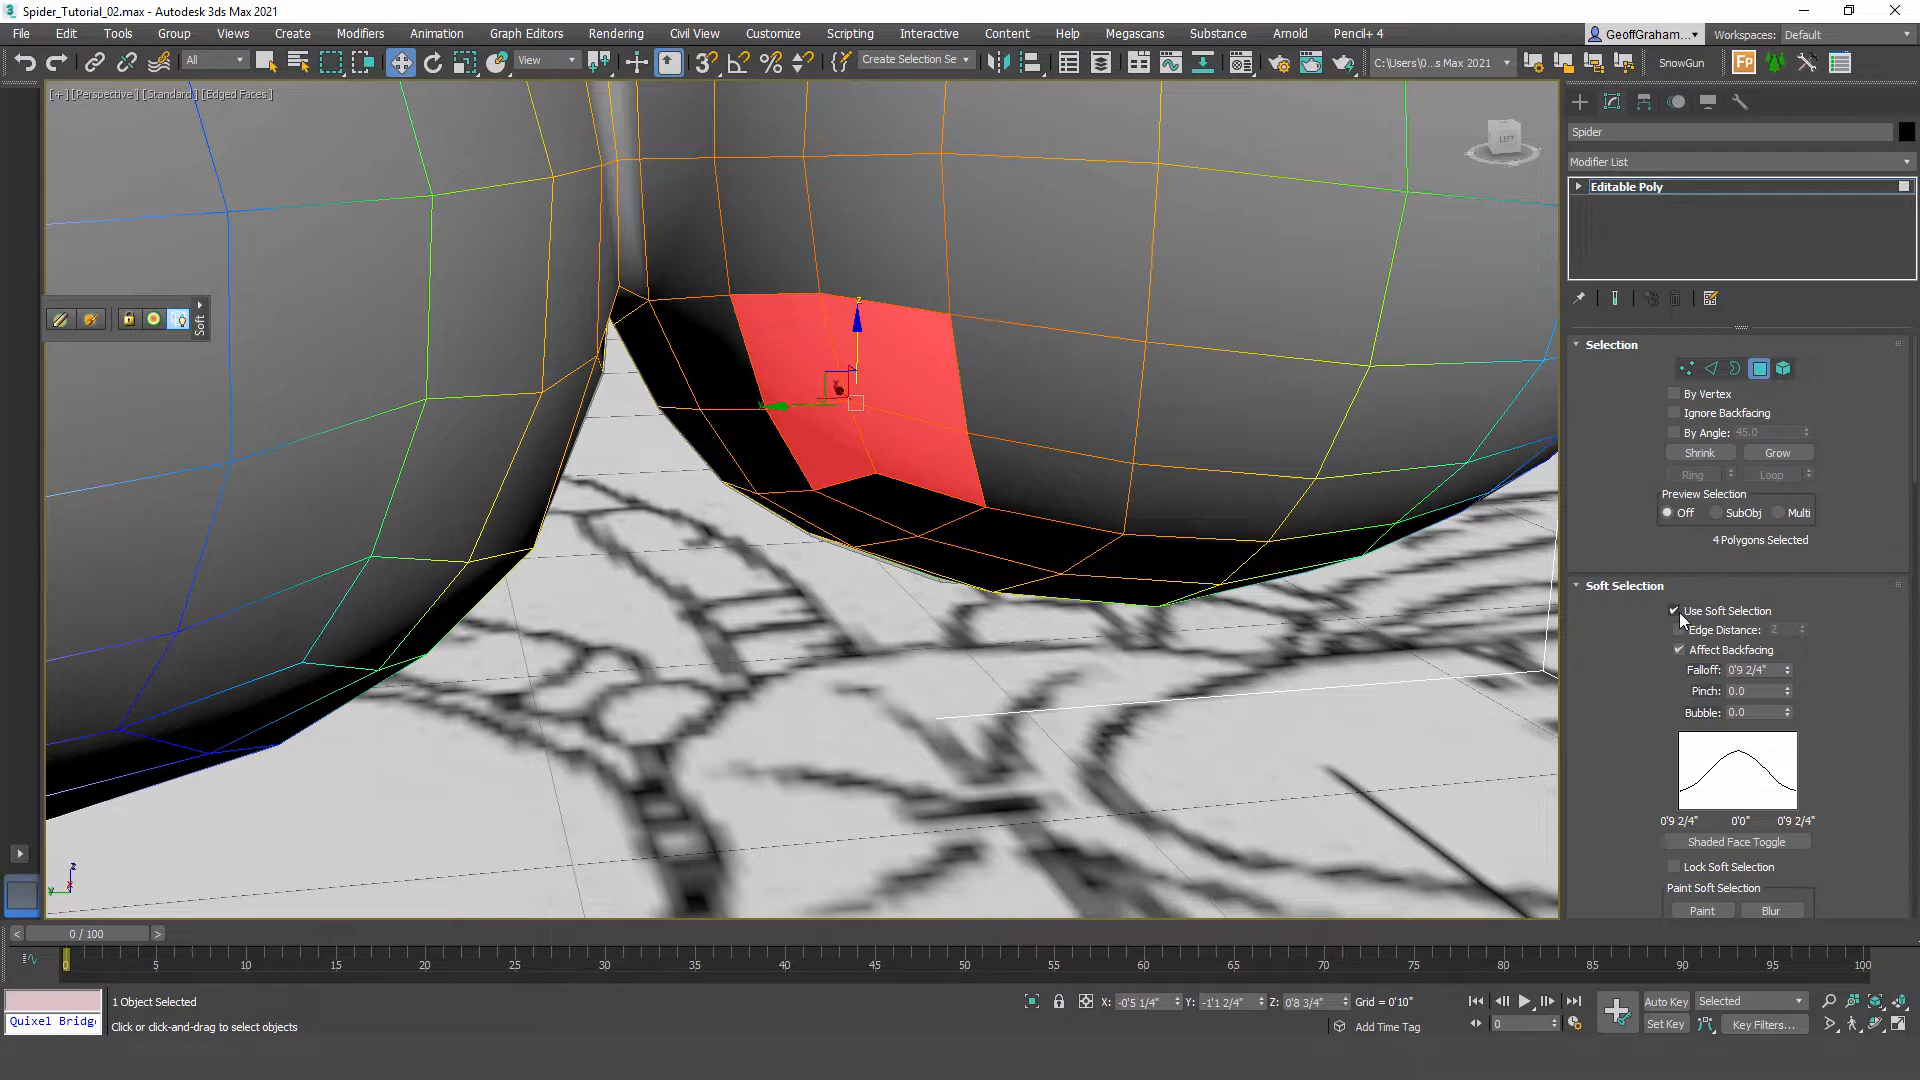 Spider_Tutorial_02.max - Autodesk 3ds Max 2021
File Edit Tools Group Views Create Modifiers Animation Graph Editors Rendering Civil View Customize Scripting Interactive Content Help Megascans Substance Arnold Pencil+ 4
GeoffGraham... Workspaces: Default
All View Create Selection Se C:\Users\0...s Max 2021 SnowGun
[+] [Perspective] [Standard] [Edged Faces]
LEFT
Spider
Modifier List
Editable Poly
Soft
Selection
By Vertex
Ignore Backfacing
By Angle: 45.0
Shrink Grow
Ring Loop
Preview Selection
Off SubObj Multi
4 Polygons Selected
Soft Selection
Use Soft Selection
Edge Distance: 2
Affect Backfacing
Falloff: 0'9 2/4"
Pinch: 0.0
Bubble: 0.0
0'9 2/4" 0'0" 0'9 2/4"
Shaded Face Toggle
Lock Soft Selection
Paint Soft Selection
Paint Blur
z
y
x
z
y
x
< 0 / 100 >
0 5 10 15 20 25 30 35 40 45 50 55 60 65 70 75 80 85 90 95 100
1 Object Selected
X: -0'5 1/4" Y: -1'1 2/4" Z: 0'8 3/4" Grid = 0'10"
Auto Key Selected
Quixel Bridg
Click or click-and-drag to select objects
Add Time Tag
0
Set Key Key Filters...